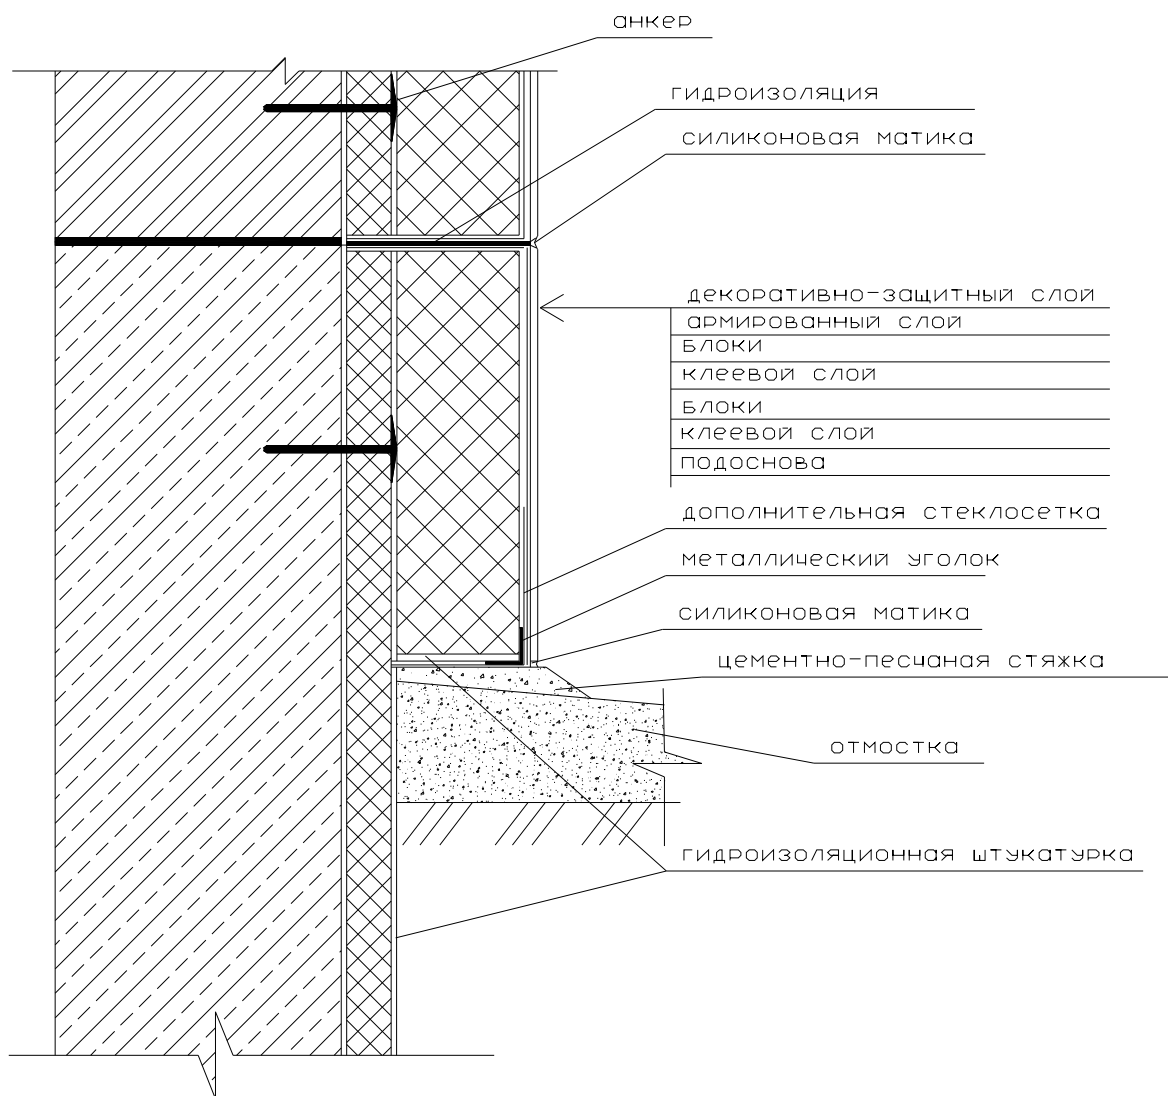 анкер
гидроизоляция
силиконовая матика
декоративно-защитный слой
армированный слой
блоки
клеевой слой
блоки
клеевой слой
подоснова
дополнительная стеклосетка
металлический уголок
силиконовая матика
цементно-песчаная стяжка
отмостка
гидроизоляционная штукатурка